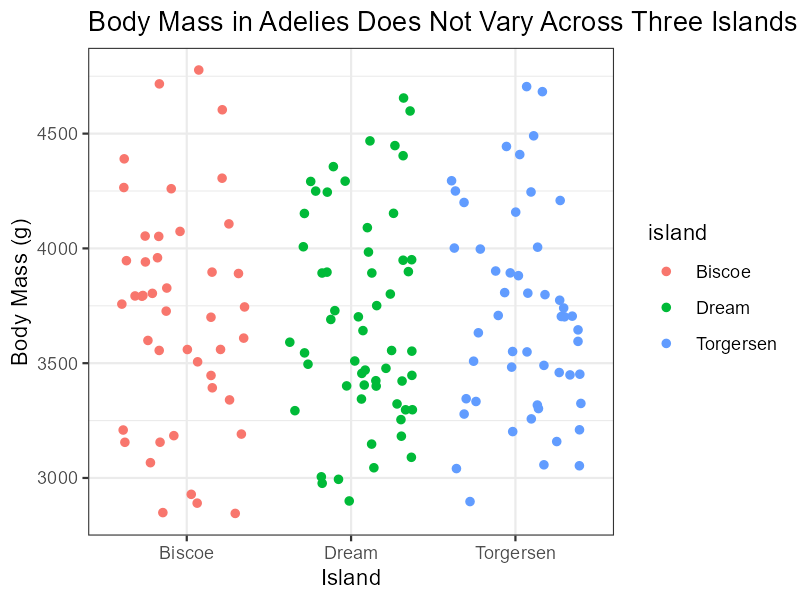 Body Mass in Adelies Does Not Vary Across Three Islands
4500
4000
3500
3000
Body Mass (g)
Biscoe
Dream
Torgersen
Island
island
Biscoe
Dream
Torgersen